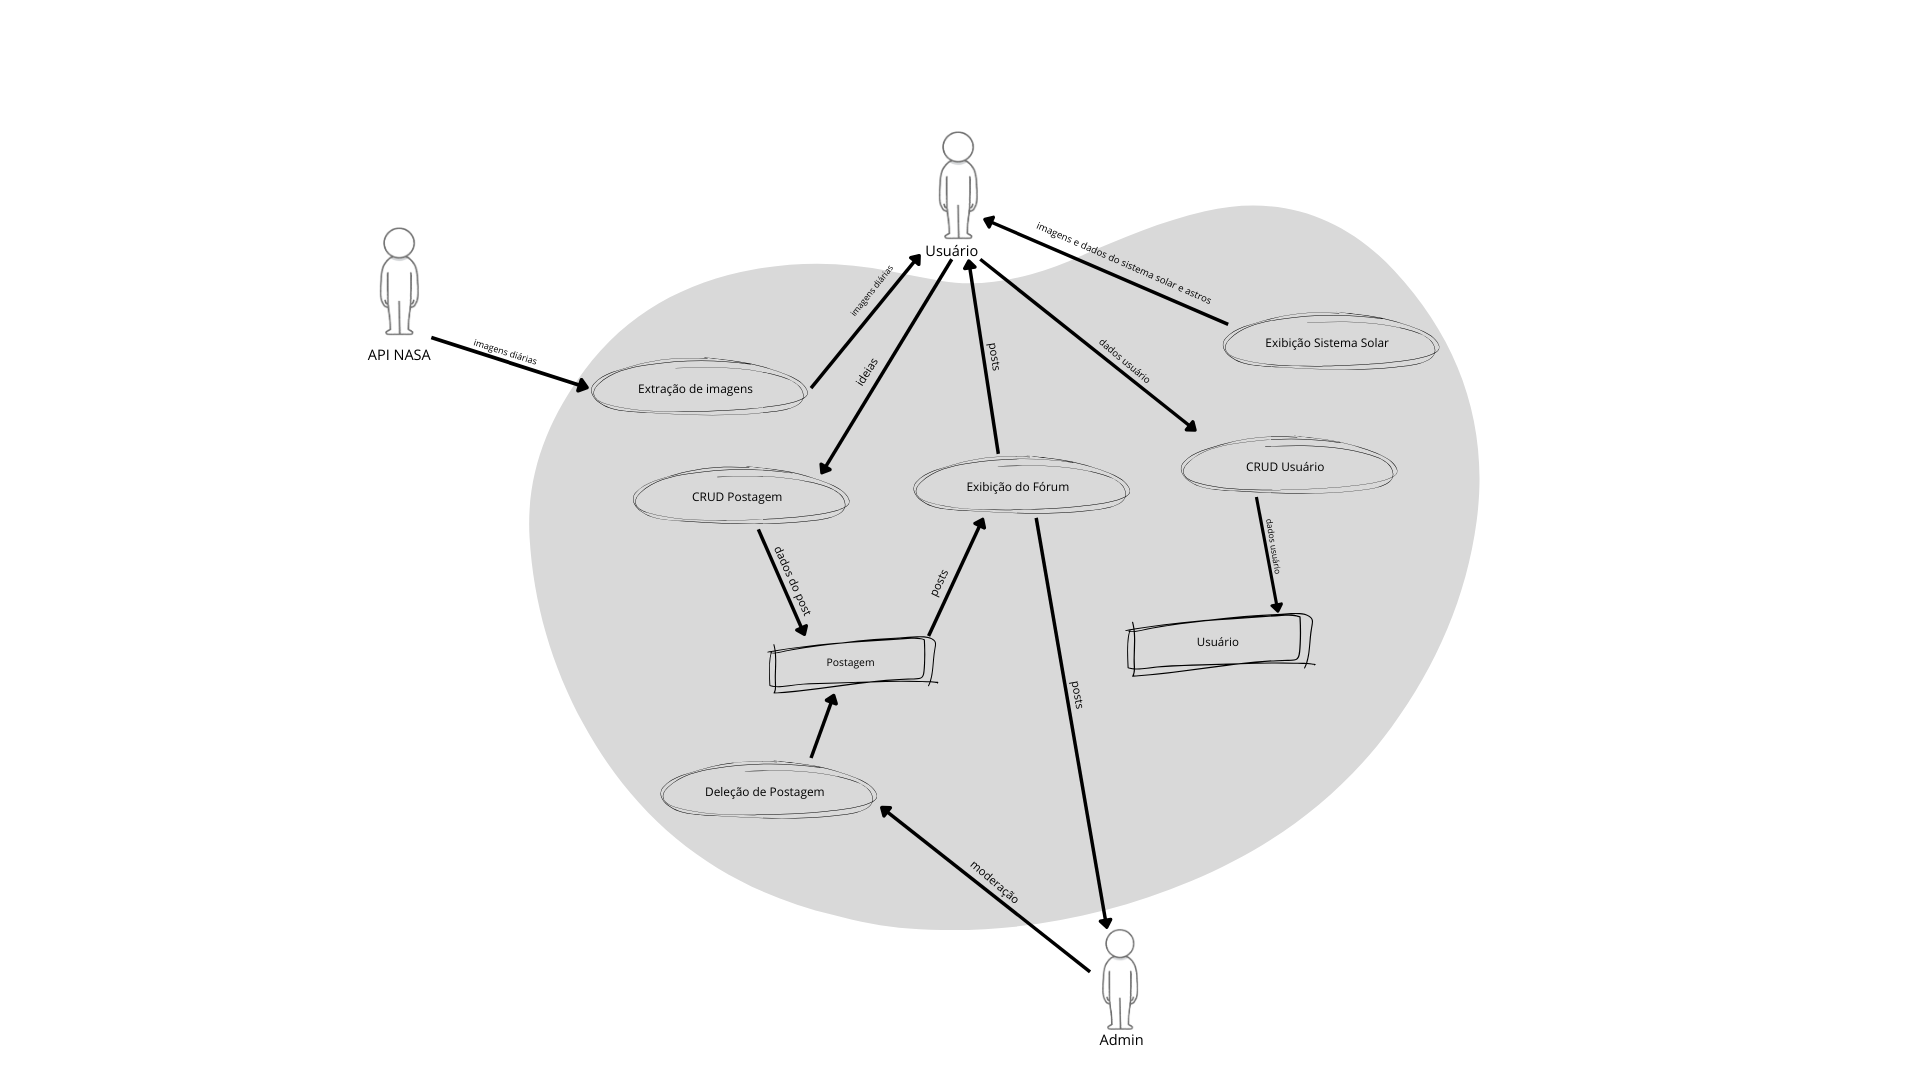 Usuário
imagens e dados do sistema solar e astros
imagens diárias
API NASA
imagens diárias
Exibição Sistema Solar
posts
dados usuário
ideias
Extração de imagens
CRUD Usuário
Exibição do Fórum
CRUD Postagem
dados usuário
dados do post
posts
Usuário
Postagem
posts
Deleção de Postagem
moderação
Admin